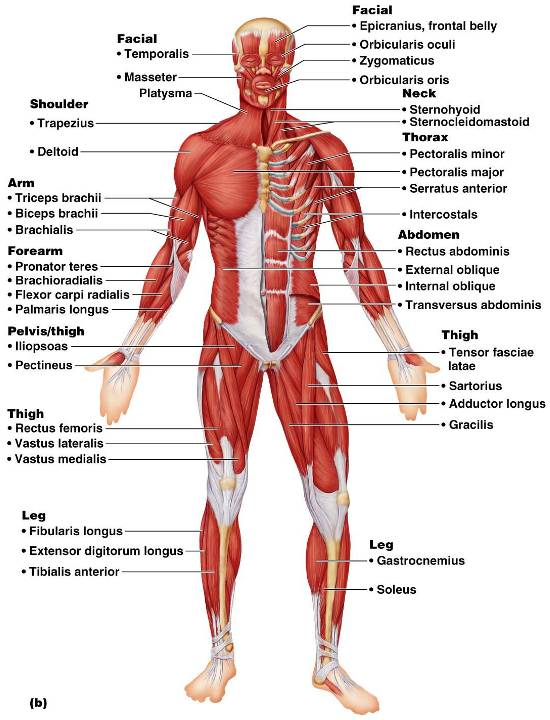 Facial
• Temporalis
• Masseter
Platysma
Shoulder
• Trapezius
• Deltoid
Arm
• Triceps brachii
• Biceps brachii
• Brachialis
Forearm
• Pronator teres
• Brachioradialis
• Flexor carpi radialis
• Palmaris longus
Pelvis/thigh
• Iliopsoas
• Pectineus
Thigh
• Rectus femoris
• Vastus lateralis
• Vastus medialis
Leg
• Fibularis longus
• Extensor digitorum longus
• Tibialis anterior
Facial
• Epicranius, frontal belly
• Orbicularis oculi
• Zygomaticus
• Orbicularis oris
Neck
• Sternohyoid
• Sternocleidomastoid
Thorax
• Pectoralis minor
• Pectoralis major
• Serratus anterior
• Intercostals
Abdomen
• Rectus abdominis
• External oblique
• Internal oblique
• Transversus abdominis
Thigh
• Tensor fasciae
latae
• Sartorius
• Adductor longus
• Gracilis
Leg
• Gastrocnemius
• Soleus
(b)